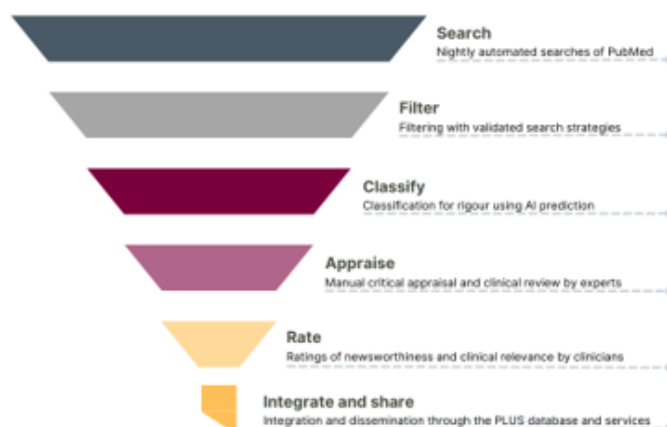 Search
Nightly automated searches of PubMed
Filter
Filtering with validated search strategies
Classify
Classification for rigour using AI prediction
Appraise
Manual critical appraisal and clinical review by experts
Rate
Ratings of newsworthiness and clinical relevance by clinicians
Integrate and share
Integration and dissemination through the PLUS database and services